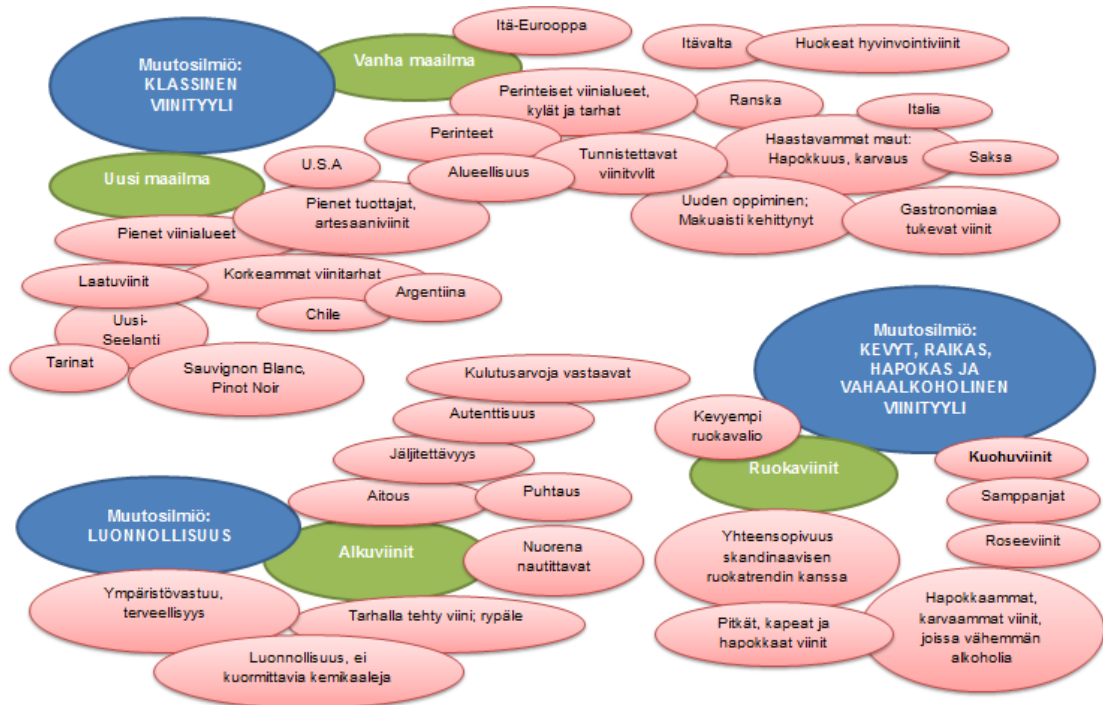 Muutosilmiö:
KLASSINEN
VIINITYYLI
Vanha maailma
Itä-Eurooppa
Itävalta
Huokeat hyvinvointiviinit
Perinteiset viinialueet,
kylät ja tarhat
Ranska
Italia
Perinteet
Tunnistettavat
viinitvvlit
Haastavammat maut:
Hapokkuus, karvaus
Saksa
Uusi maailma
U.S.A
Alueellisuus
Pienet tuottajat,
artesaaniviinit
Uuden oppiminen;
Makuaisti kehittynyt
Gastronomiaa
tukevat viinit
Pienet viinialueet
Laatuviinit
Korkeammat viinitarhat
Argentiina
Chile
Uusi-
Seelanti
Tarinat
Sauvignon Blanc,
Pinot Noir
Muutosilmiö:
KEVYT, RAIKAS,
HAPOKAS JA
VAHAALKOHOLINEN
VIINITYYLI
Kulutusarvoja vastaavat
Autenttisuus
Kevyempi
ruokavalio
Jäljitettävyys
Ruokaviinit
Kuohuviinit
Aitous
Puhtaus
Samppanjat
Muutosilmiö:
LUONNOLLISUUS
Alkuviinit
Nuorena
nautittavat
Yhteensopivuus
skandinaavisen
ruokatrendin kanssa
Roseeviinit
Ympäristövastuu,
terveellisyys
Tarhalla tehty viini; rypäle
Pitkät, kapeat ja
hapokkaat viinit
Hapokkaammat,
karvaammat viinit,
joissa vähemmän
alkoholia
Luonnollisuus, ei
kuormittavia kemikaaleja